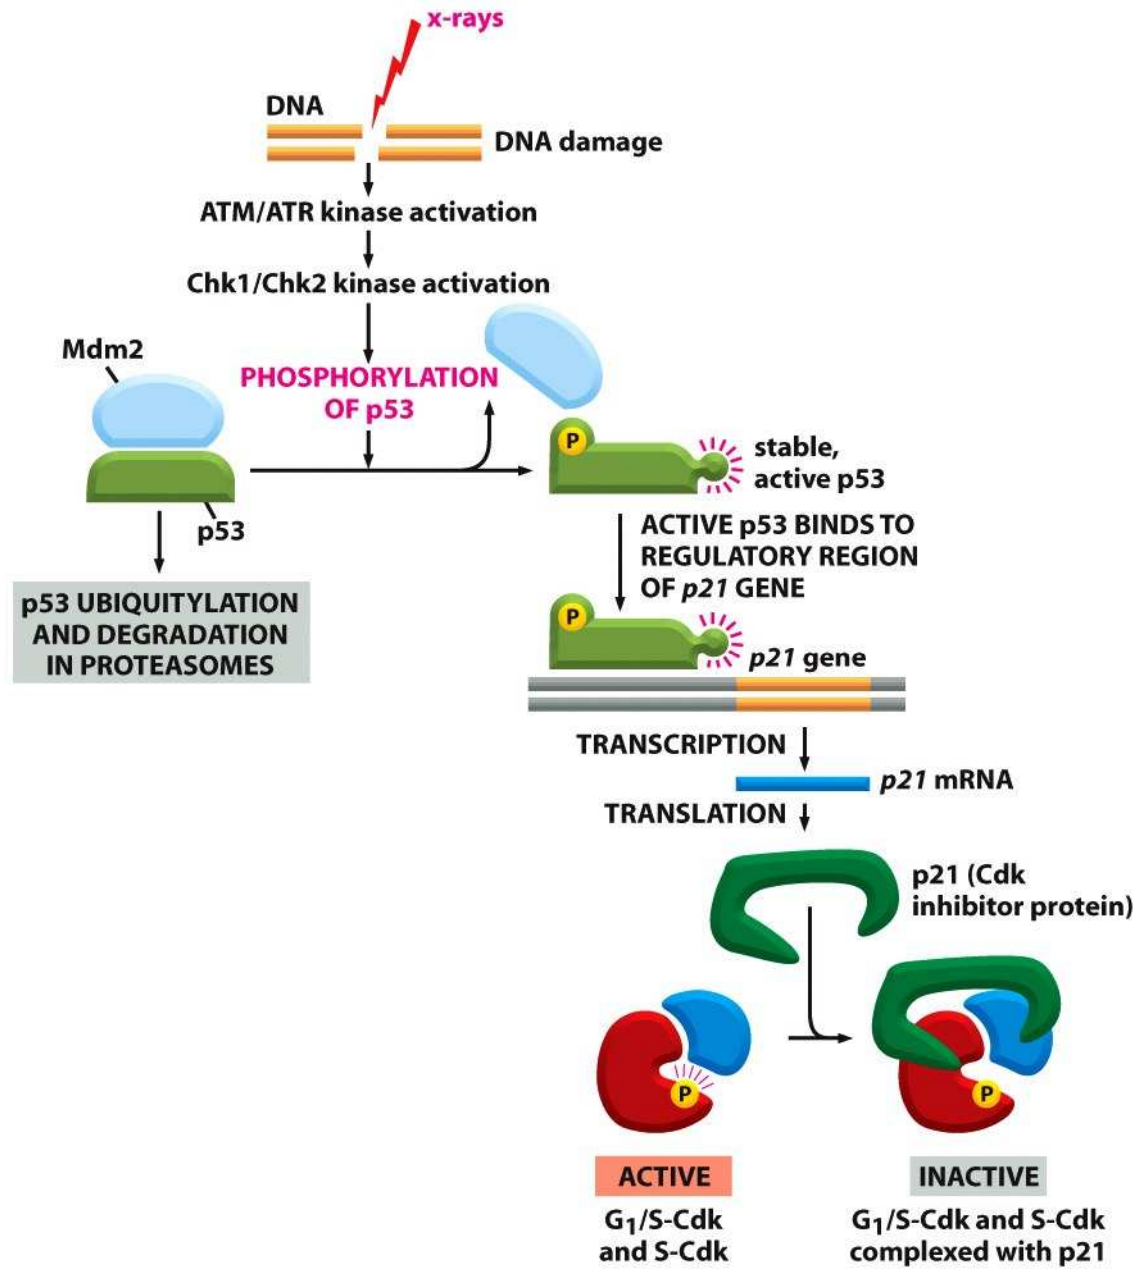 x-rays
DNA
DNA damage
ATM/ATR kinase activation
Chk1/Chk2 kinase activation
Mdm2
PHOSPHORYLATION
OF p53
P
stable,
active p53
p53
ACTIVE p53 BINDS TO
REGULATORY REGION
OF p21 GENE
p53 UBIQUITYLATION
AND DEGRADATION
IN PROTEASOMES
P
p21 gene
TRANSCRIPTION
p21 mRNA
TRANSLATION
p21 (Cdk
inhibitor protein)
P
P
ACTIVE
G1/S-Cdk
and S-Cdk
INACTIVE
G1/S-Cdk and S-Cdk
complexed with p21